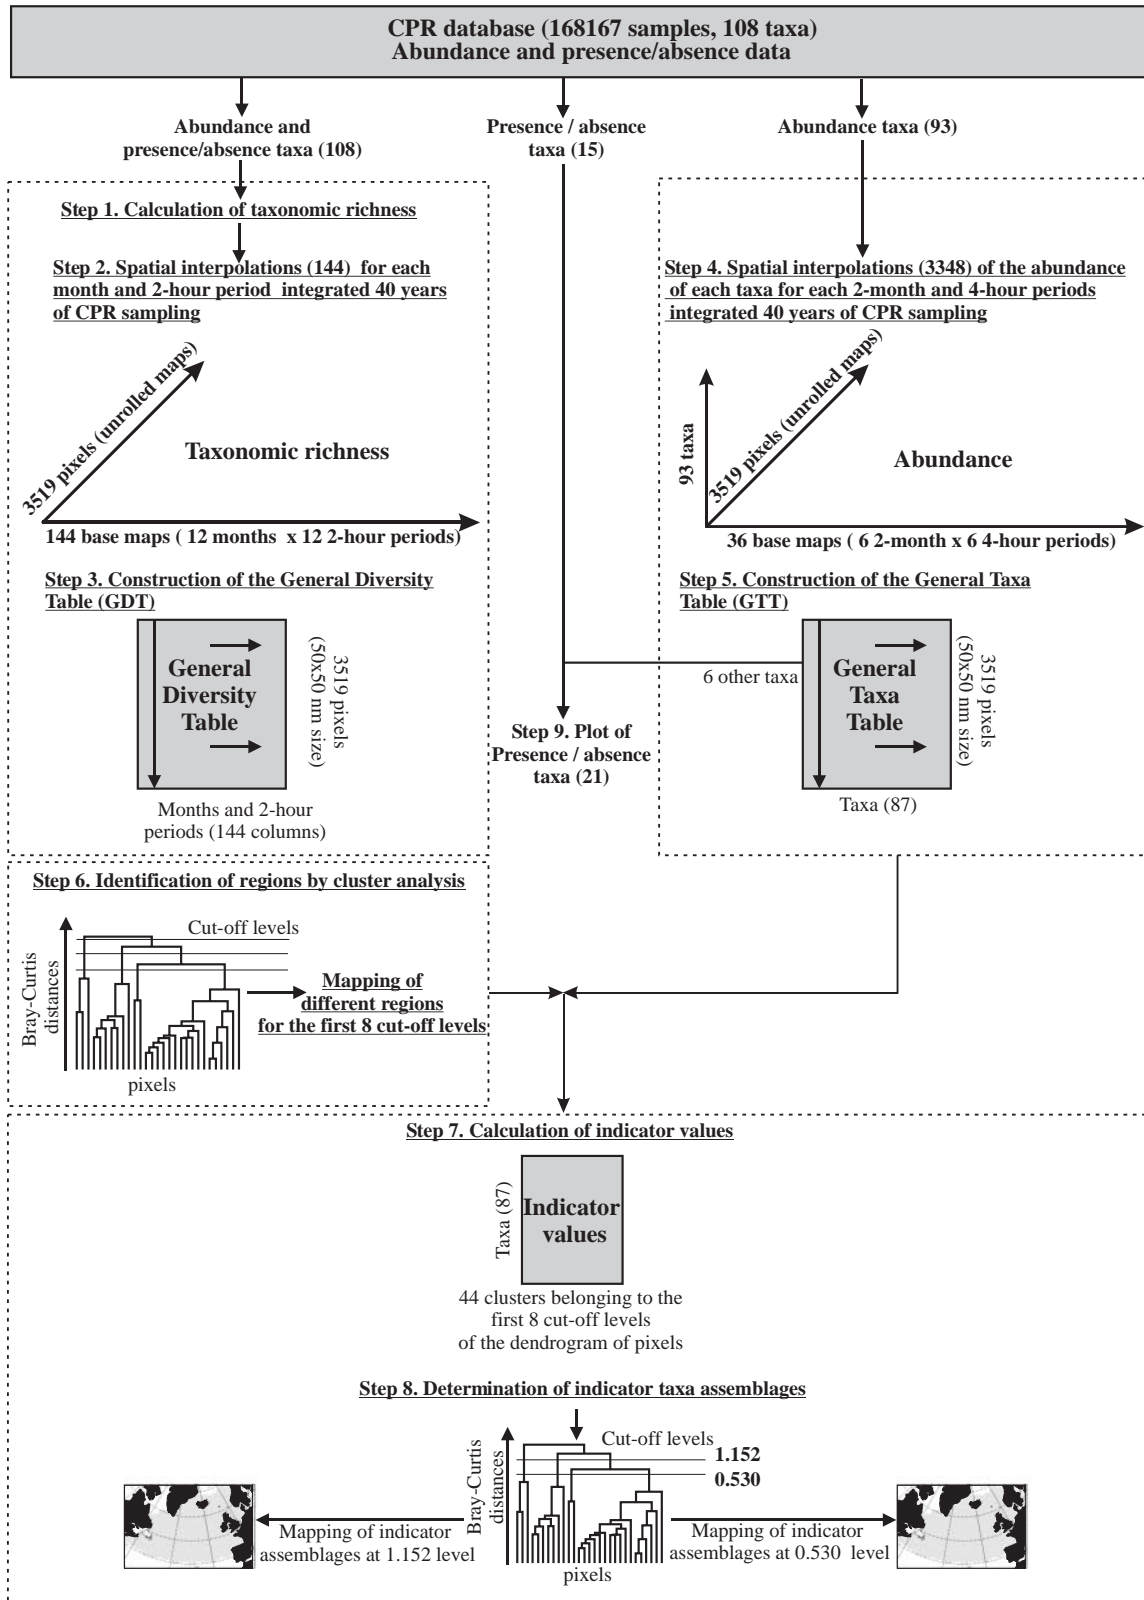 CPR database (168167 samples, 108 taxa)
Abundance and presence/absence data
Abundance and
presence/absence taxa (108)
Presence / absence
taxa (15)
Abundance taxa (93)
Step 1. Calculation of taxonomic richness
Step 2. Spatial interpolations (144) for each
month and 2-hour period integrated 40 years
of CPR sampling
3519 pixels (unrolled maps)
Taxonomic richness
144 base maps ( 12 months x 12 2-hour periods)
Step 3. Construction of the General Diversity
Table (GDT)
General
Diversity
Table
3519 pixels
(50x50 nm size)
Months and 2-hour
periods (144 columns)
Step 4. Spatial interpolations (3348) of the abundance
of each taxa for each 2-month and 4-hour periods
integrated 40 years of CPR sampling
93 taxa
3519 pixels (unrolled maps)
Abundance
36 base maps ( 6 2-month x 6 4-hour periods)
Step 5. Construction of the General Taxa
Table (GTT)
6 other taxa
General
Taxa
Table
3519 pixels
(50x50 nm size)
Taxa (87)
Step 9. Plot of
Presence / absence
taxa (21)
Step 6. Identification of regions by cluster analysis
Cut-off levels
Bray-Curtis
distances
pixels
Mapping of
different regions
for the first 8 cut-off levels
Step 7. Calculation of indicator values
Taxa (87)
Indicator
values
44 clusters belonging to the
first 8 cut-off levels
of the dendrogram of pixels
Step 8. Determination of indicator taxa assemblages
Cut-off levels
1.152
0.530
Bray-Curtis
distances
pixels
Mapping of indicator
assemblages at 1.152 level
Mapping of indicator
assemblages at 0.530 level